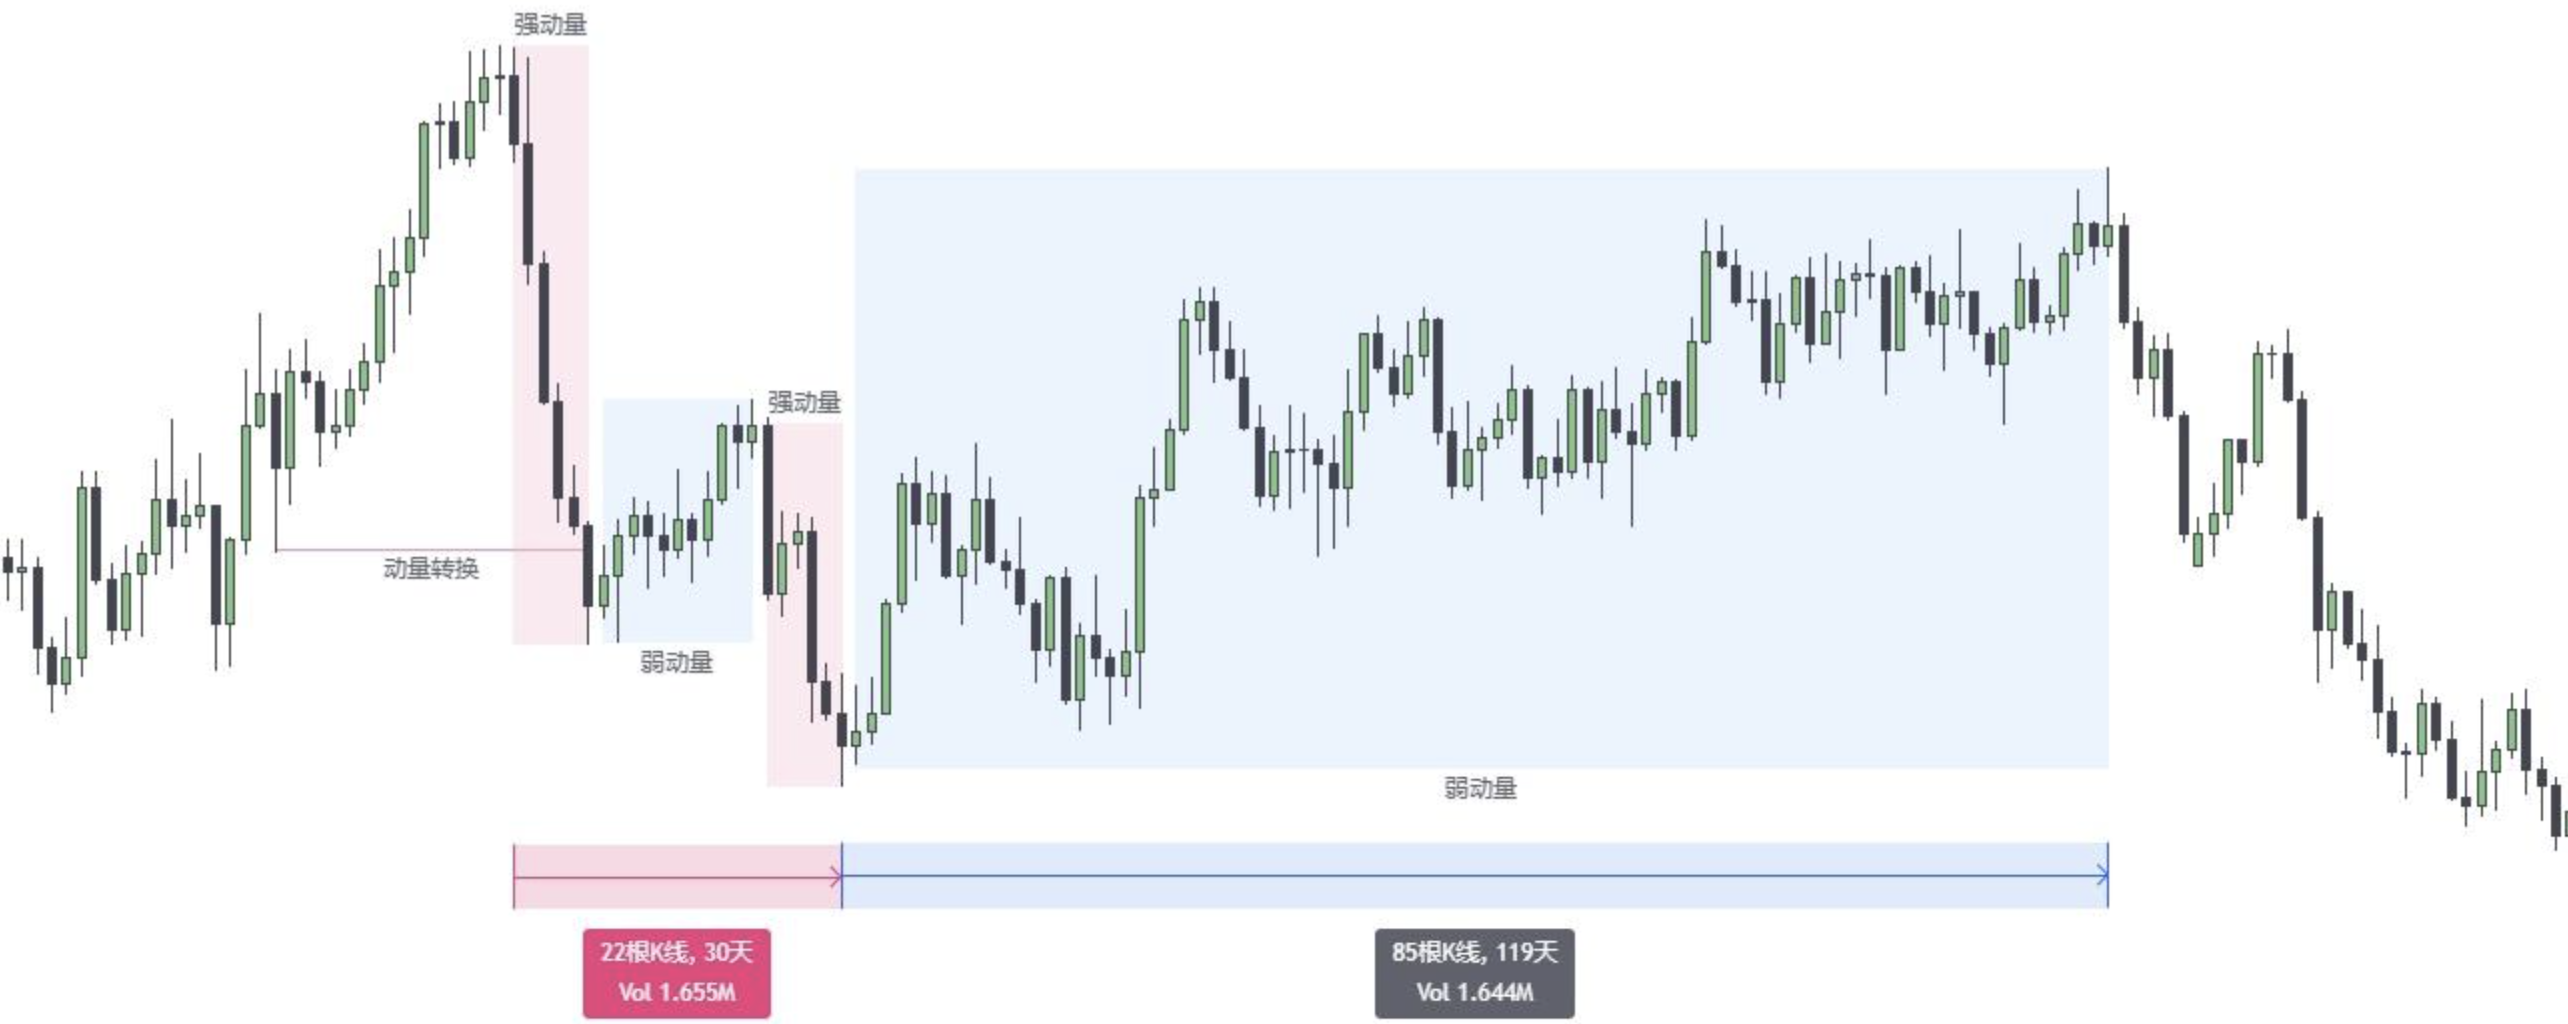 强动量
强动量
动量转换
弱动量
弱动量
22根K线, 30天
Vol 1.655M
85根K线, 119天
Vol 1.644M